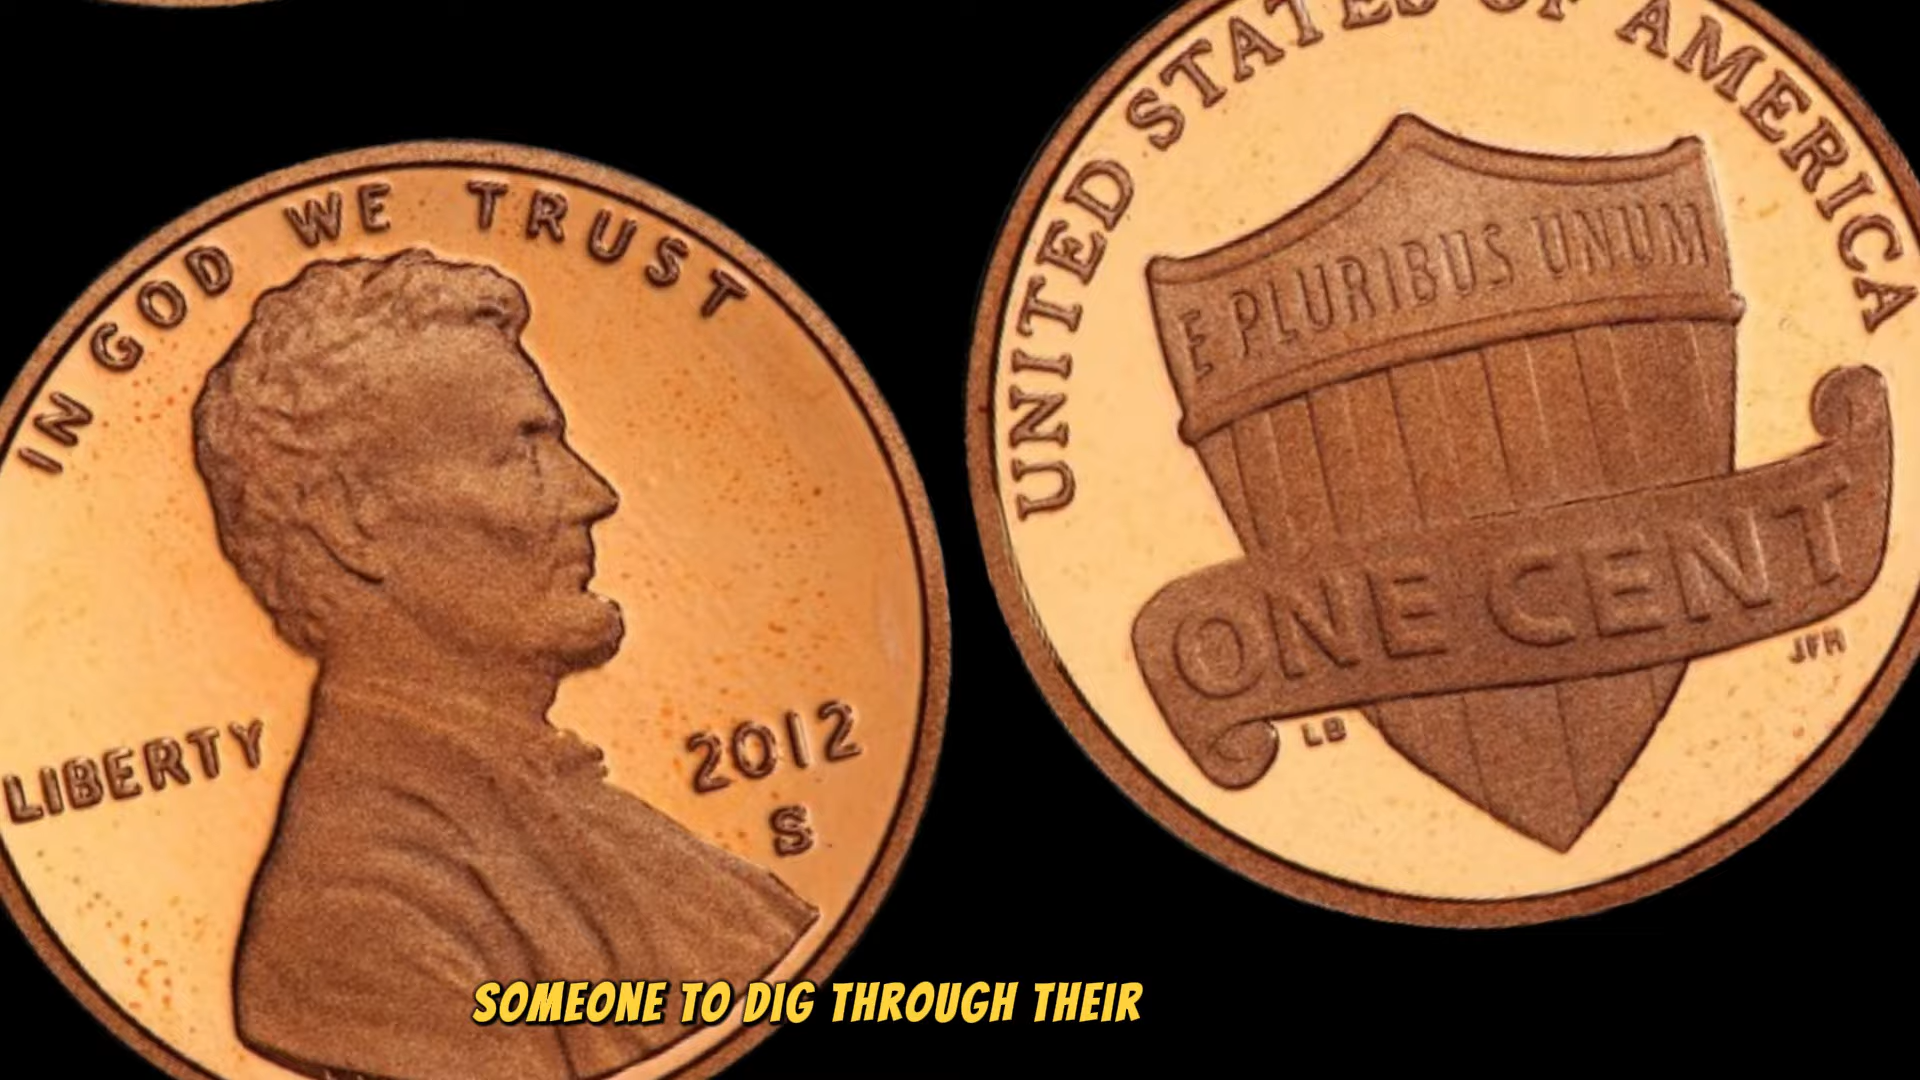 IN GOD WE TRUST
LIBERTY
2012
S
UNITED STATES OF AMERICA
E PLURIBUS UNUM
ONE CENT
LB
JFM
SOMEONE TO DIG THROUGH THEIR